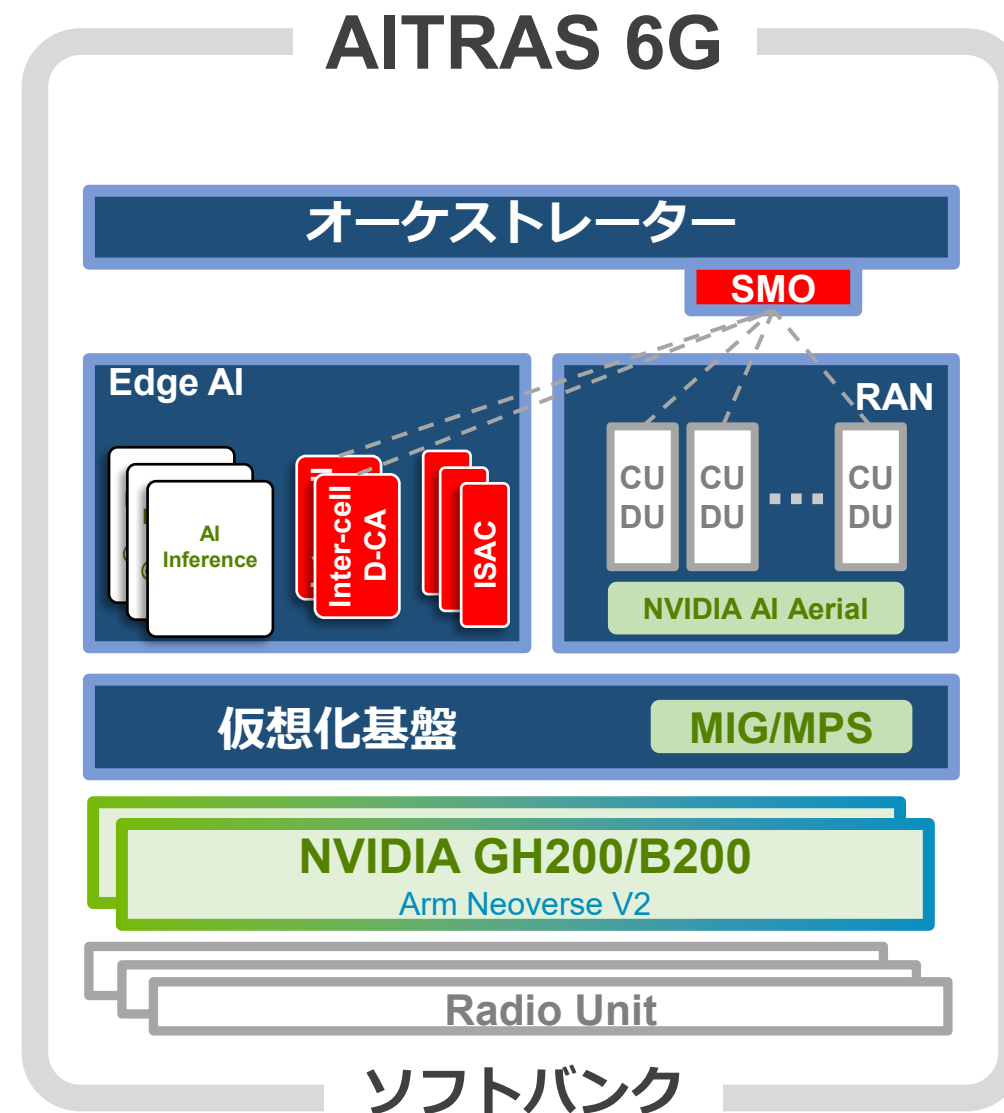 AITRAS 6G
オーケストレーター
SMO
Edge AI
AI
Inference
Inter-cell
D-CA
ISAC
RAN
CU
DU
CU
DU
...
CU
DU
NVIDIA AI Aerial
仮想化基盤
MIG/MPS
NVIDIA GH200/B200
Arm Neoverse V2
Radio Unit
ソフトバンク